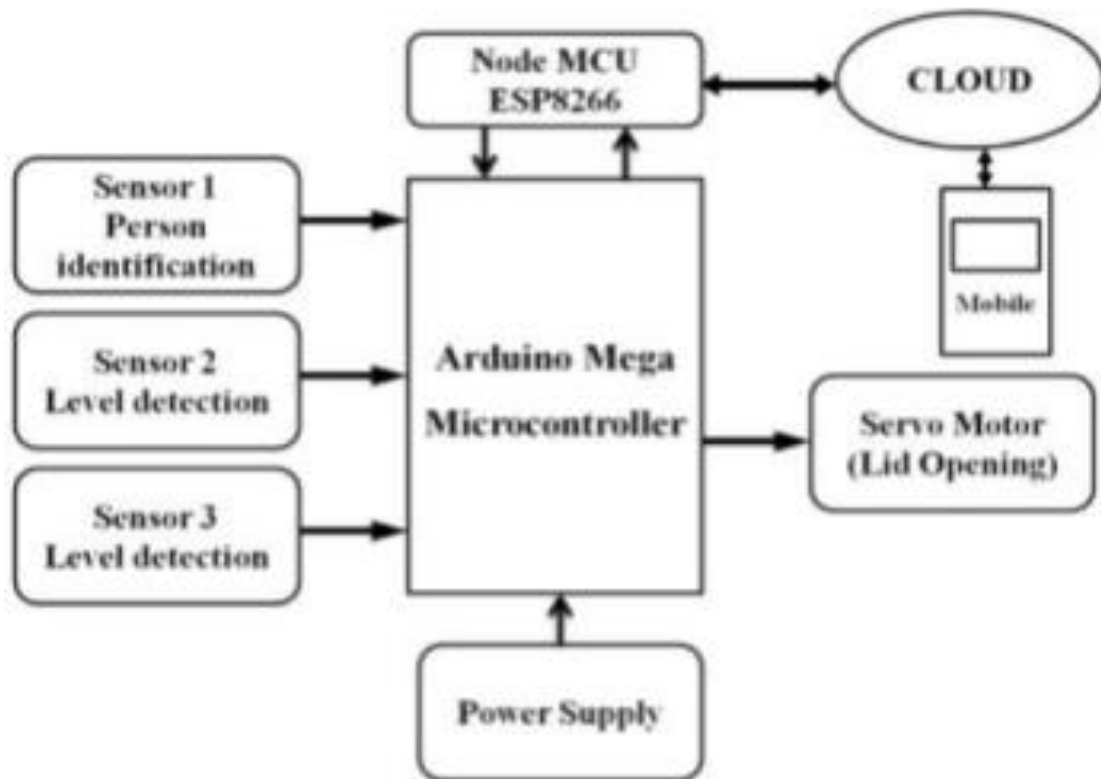 Node MCU
ESP8266
CLOUD
Sensor 1
Person
identification
Mobile
Sensor 2
Level detection
Arduino Mega
Microcontroller
Servo Motor
(Lid Opening)
Sensor 3
Level detection
Power Supply